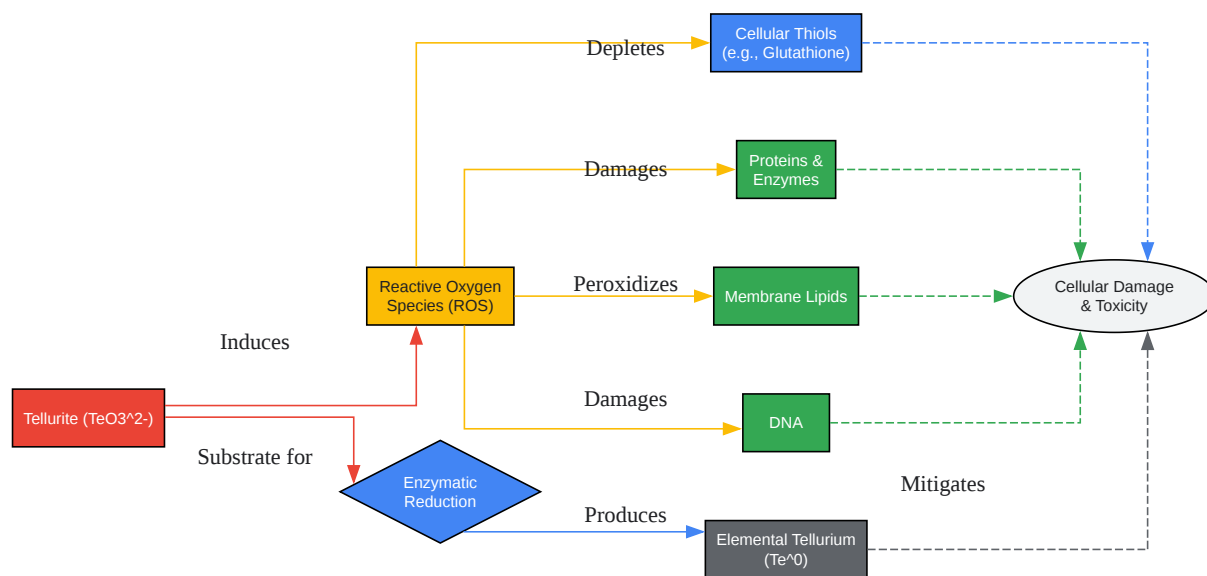 Cellular Thiols
(e.g., Glutathione)
Depletes
Proteins &
Enzymes
Damages
Reactive Oxygen
Species (ROS)
Peroxidizes
Membrane Lipids
Cellular Damage
& Toxicity
Induces
Tellurite (TeO3^2-)
Damages
DNA
Substrate for
Enzymatic
Reduction
Mitigates
Produces
Elemental Tellurium
(Te^0)